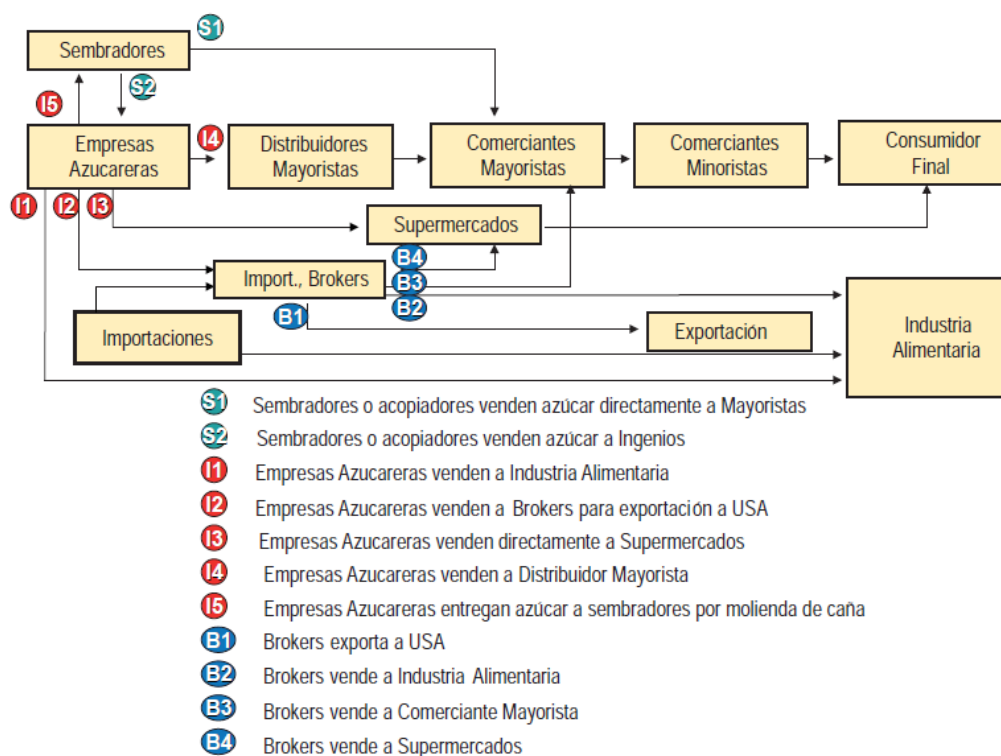 S1
Sembradores
S2
I5
Empresas
Azucareras
I4
Distribuidores
Mayoristas
Comerciantes
Mayoristas
Comerciantes
Minoristas
Consumidor
Final
I1
I2
I3
Supermercados
B4
Import., Brokers
B3
B2
B1
Importaciones
Exportación
Industria
Alimentaria
S1 Sembradores o acopiadores venden azúcar directamente a Mayoristas
S2 Sembradores o acopiadores venden azúcar a Ingenios
I1 Empresas Azucareras venden a Industria Alimentaria
I2 Empresas Azucareras venden a Brokers para exportación a USA
I3 Empresas Azucareras venden directamente a Supermercados
I4 Empresas Azucareras venden a Distribuidor Mayorista
I5 Empresas Azucareras entregan azúcar a sembradores por molienda de caña
B1 Brokers exporta a USA
B2 Brokers vende a Industria Alimentaria
B3 Brokers vende a Comerciante Mayorista
B4 Brokers vende a Supermercados